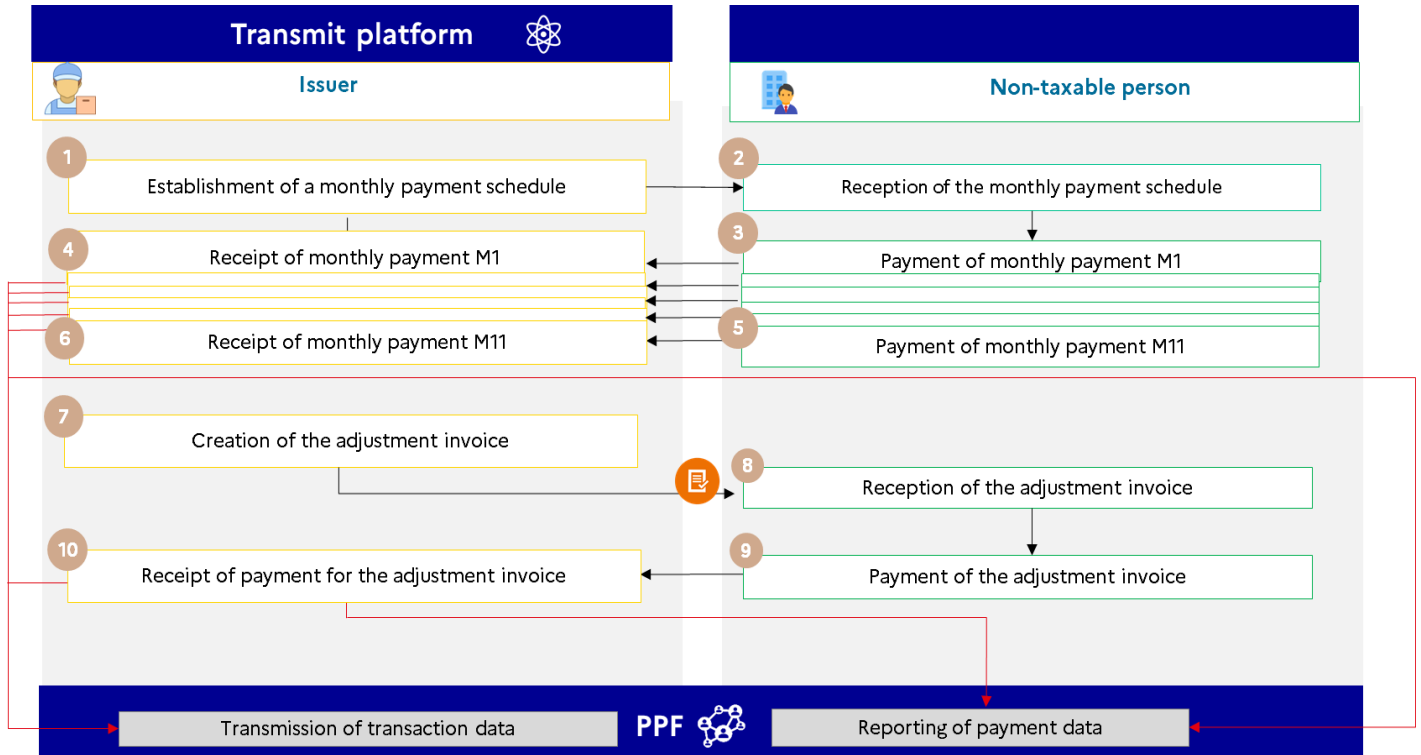 Transmit platform
Issuer
Non-taxable person
1
Establishment of a monthly payment schedule
2
Reception of the monthly payment schedule
3
Payment of monthly payment M1
4
Receipt of monthly payment M1
5
Payment of monthly payment M11
6
Receipt of monthly payment M11
7
Creation of the adjustment invoice
8
Reception of the adjustment invoice
9
Payment of the adjustment invoice
10
Receipt of payment for the adjustment invoice
Transmission of transaction data
PPF
Reporting of payment data